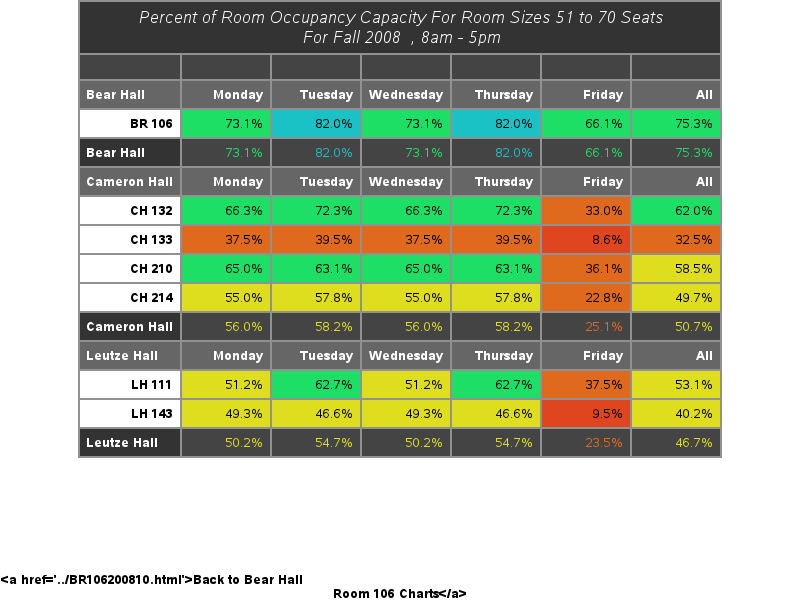 Percent of Room Occupancy Capacity For Room Sizes 51 to 70 Seats
For Fall 2008 , 8am - 5pm
Bear Hall Monday Tuesday Wednesday Thursday Friday All
BR 106 73.1% 82.0% 73.1% 82.0% 66.1% 75.3%
Bear Hall 73.1% 82.0% 73.1% 82.0% 66.1% 75.3%
Cameron Hall Monday Tuesday Wednesday Thursday Friday All
CH 132 66.3% 72.3% 66.3% 72.3% 33.0% 62.0%
CH 133 37.5% 39.5% 37.5% 39.5% 8.6% 32.5%
CH 210 65.0% 63.1% 65.0% 63.1% 36.1% 58.5%
CH 214 55.0% 57.8% 55.0% 57.8% 22.8% 49.7%
Cameron Hall 56.0% 58.2% 56.0% 58.2% 25.1% 50.7%
Leutze Hall Monday Tuesday Wednesday Thursday Friday All
LH 111 51.2% 62.7% 51.2% 62.7% 37.5% 53.1%
LH 143 49.3% 46.6% 49.3% 46.6% 9.5% 40.2%
Leutze Hall 50.2% 54.7% 50.2% 54.7% 23.5% 46.7%
<a href='../BR106200810.html'>Back to Bear Hall
Room 106 Charts</a>